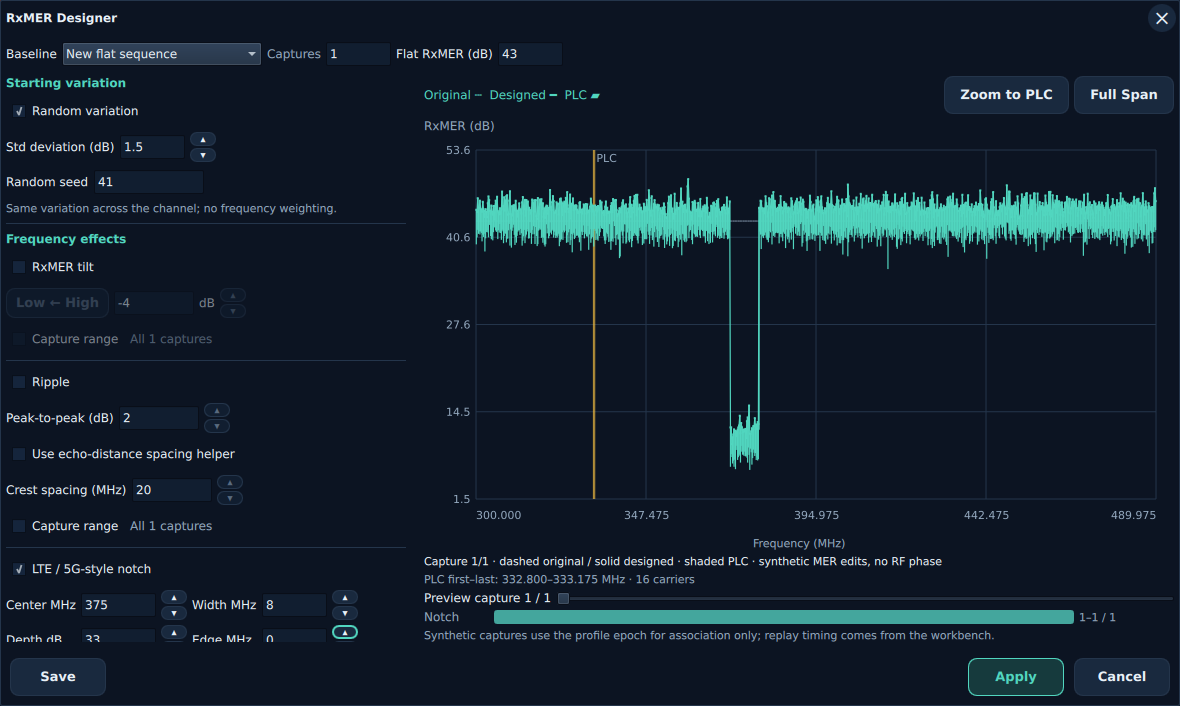 RxMER Designer
Baseline New flat sequence Captures 1 Flat RxMER (dB) 43
Starting variation
Random variation
Std deviation (dB) 1.5
Random seed 41
Same variation across the channel; no frequency weighting.
Frequency effects
RxMER tilt
Low ← High -4 dB
Capture range All 1 captures
Ripple
Peak-to-peak (dB) 2
Use echo-distance spacing helper
Crest spacing (MHz) 20
Capture range All 1 captures
LTE / 5G-style notch
Center MHz 375 Width MHz 8
Depth dB 33 Edge MHz 0
Original Designed PLC
Zoom to PLC Full Span
RxMER (dB)
53.6
PLC
40.6
27.6
14.5
1.5
300.000 347.475 394.975 442.475 489.975
Frequency (MHz)
Capture 1/1 · dashed original / solid designed · shaded PLC · synthetic MER edits, no RF phase
PLC first–last: 332.800–333.175 MHz · 16 carriers
Preview capture 1 / 1
Notch 1–1 / 1
Synthetic captures use the profile epoch for association only; replay timing comes from the workbench.
Save Apply Cancel